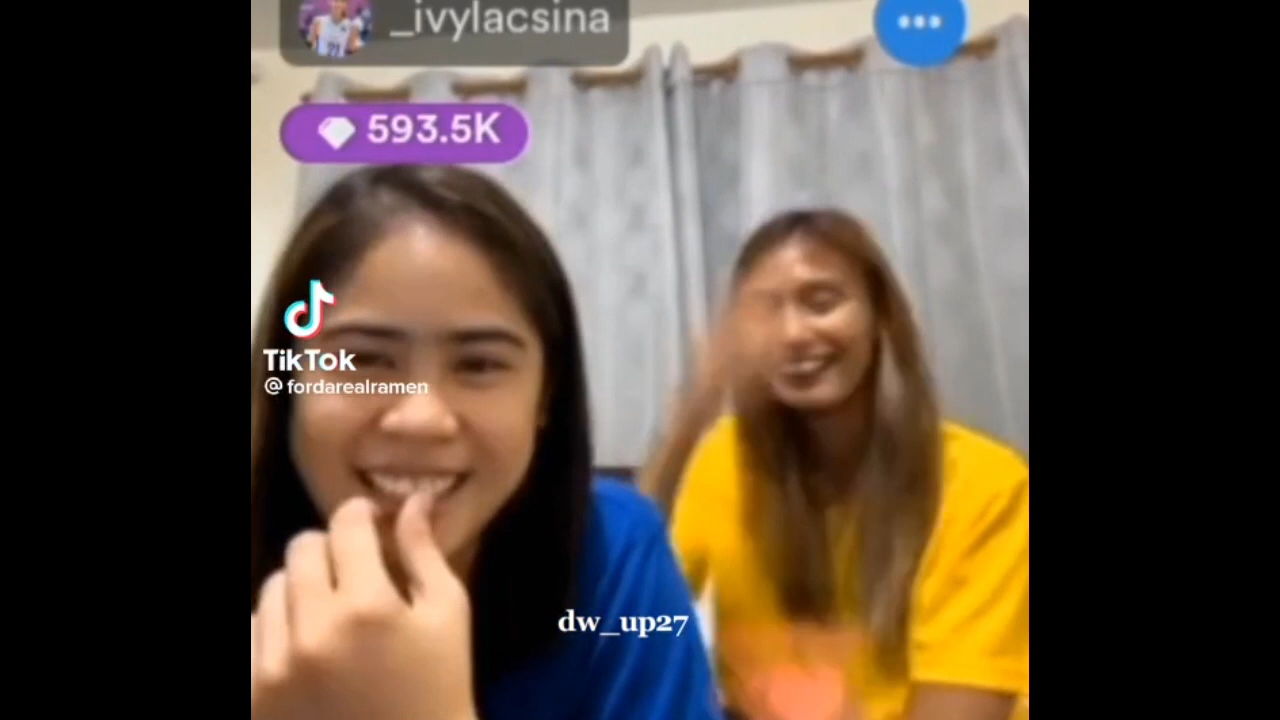 _ivylacsina
593.5K
TikTok
@fordarealramen
dw_up27